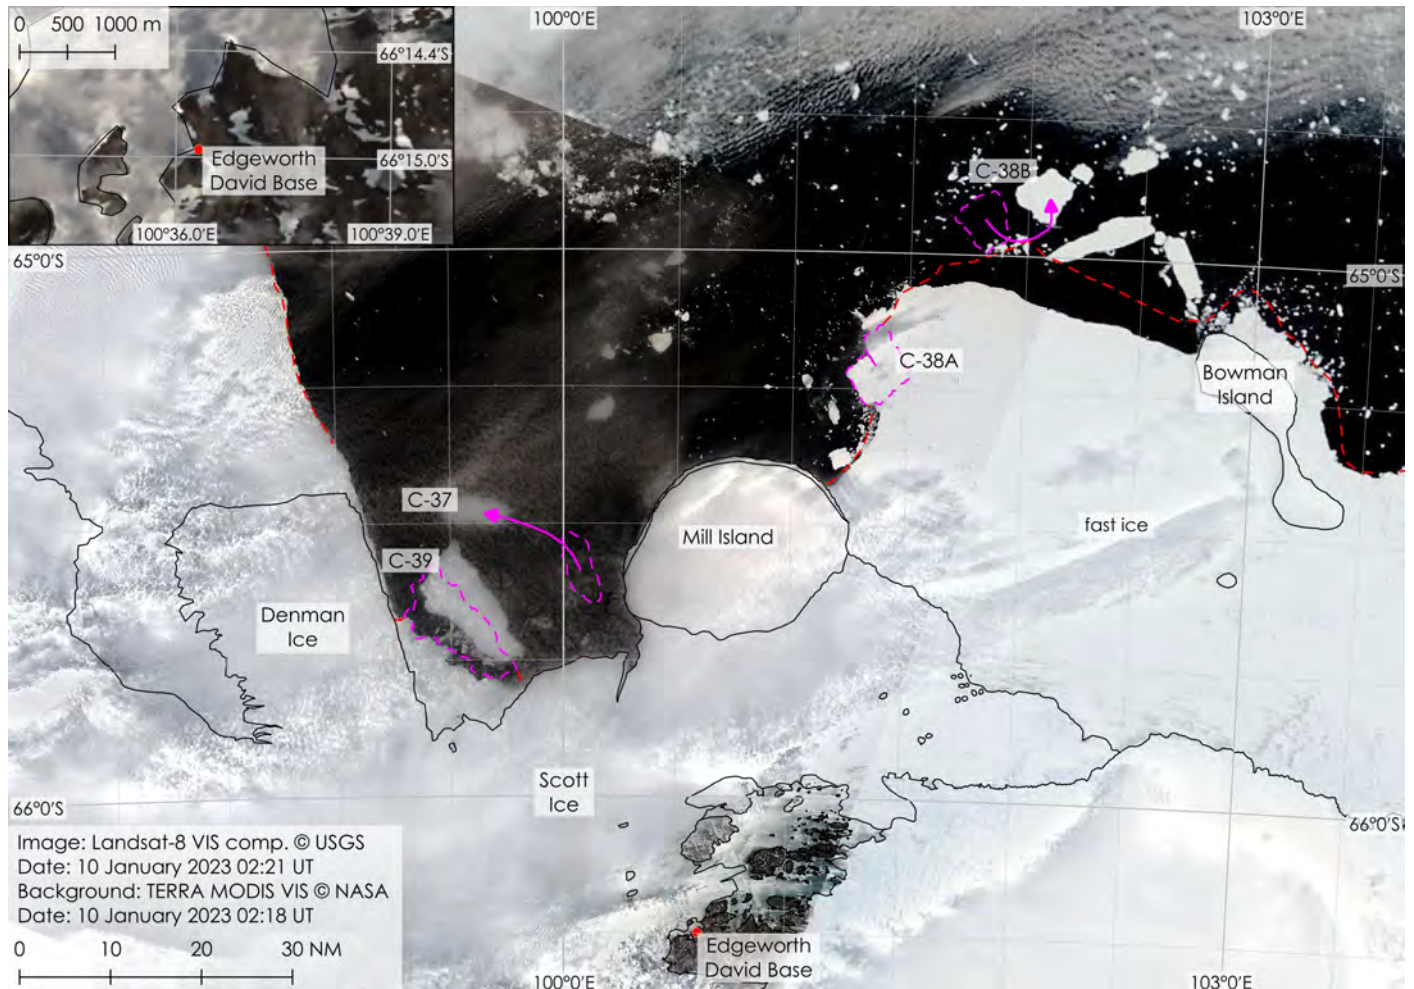 0 500 1000 m
66°14.4'S
66°15.0'S
Edgeworth
David Base
100°36.0'E
100°39.0'E
100°0'E
103°0'E
C-38B
65°0'S
65°0'S
C-38A
Bowman
Island
C-37
Mill Island
fast ice
C-39
Denman
Ice
Scott
Ice
66°0'S
66°0'S
Image: Landsat-8 VIS comp. © USGS
Date: 10 January 2023 02:21 UT
Background: TERRA MODIS VIS © NASA
Date: 10 January 2023 02:18 UT
0 10 20 30 NM
Edgeworth
David Base
100°0'E
103°0'E